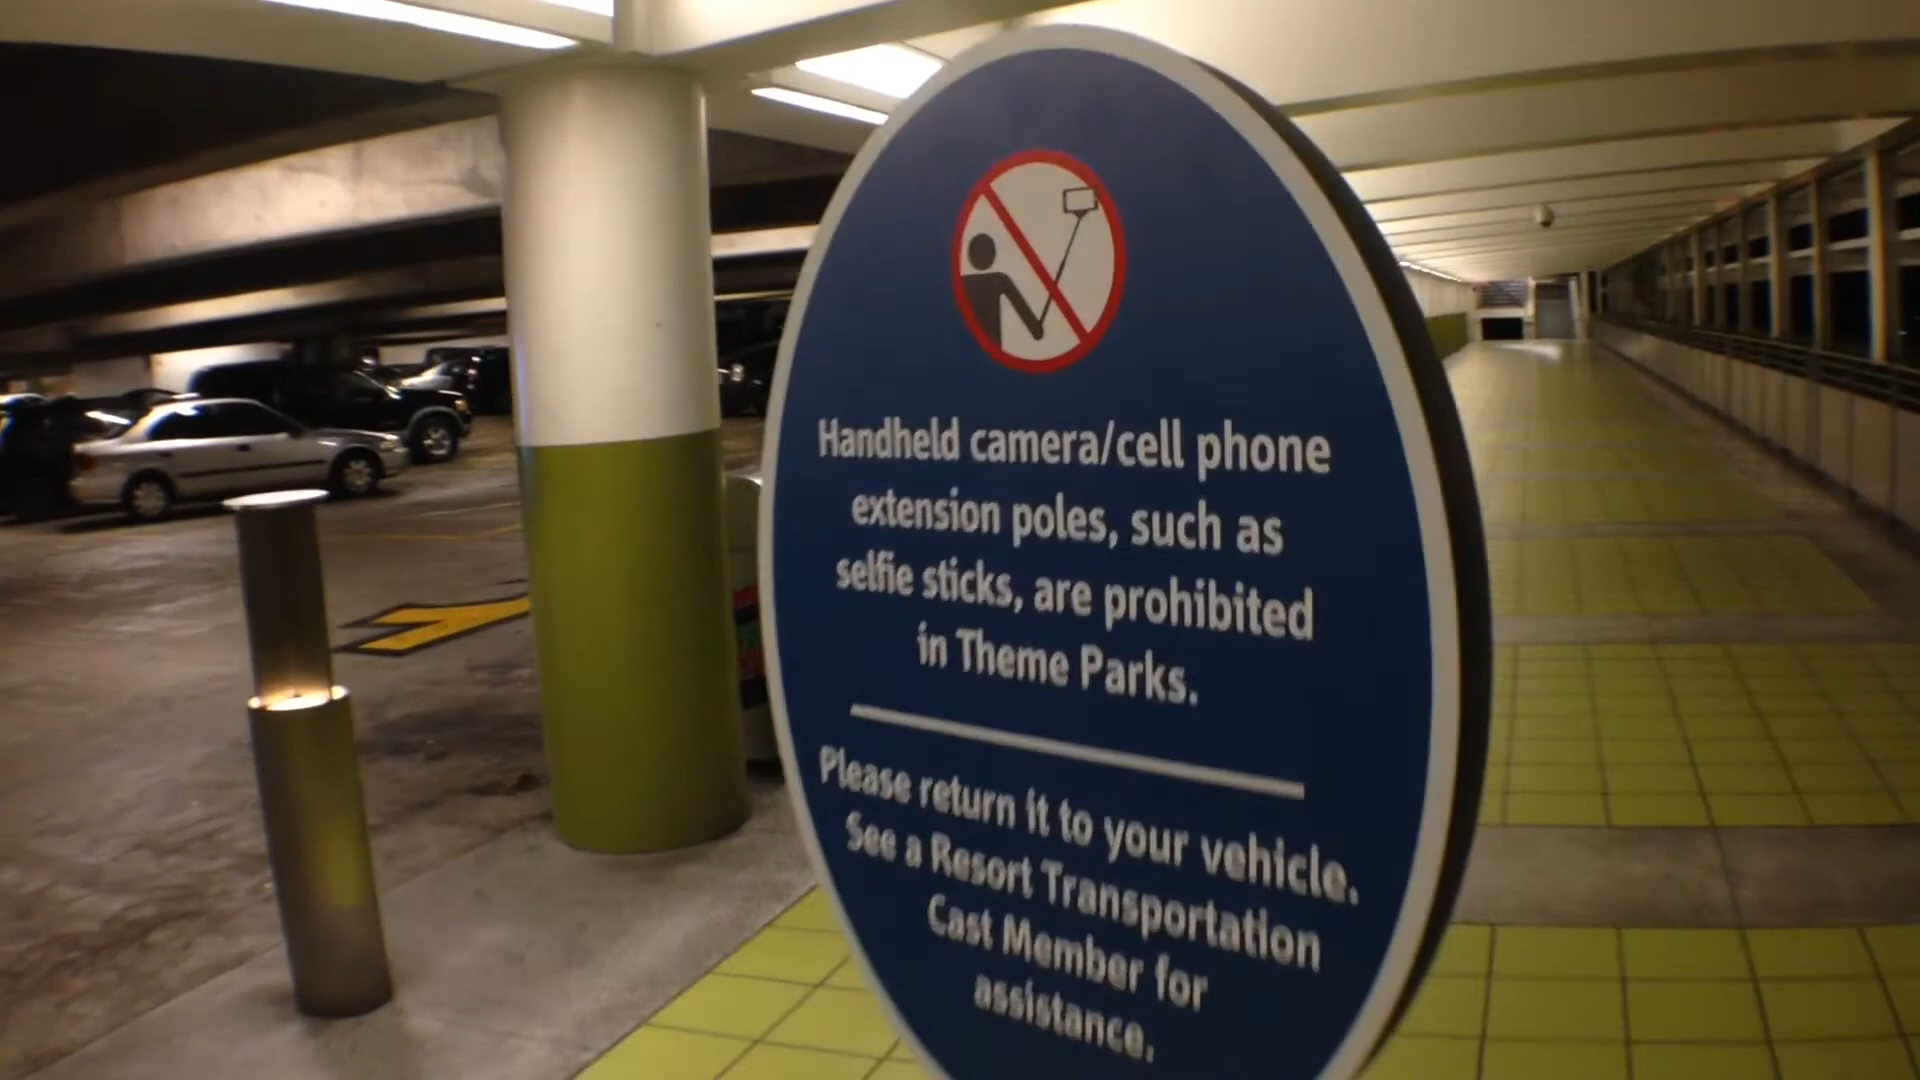 Handheld camera/cell phone
extension poles, such as
selfie sticks, are prohibited
in Theme Parks.
Please return it to your vehicle.
See a Resort Transportation
Cast Member for
assistance.